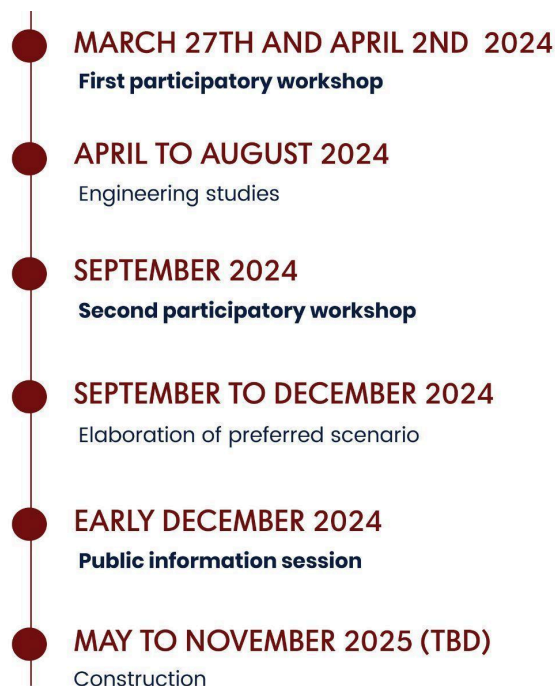 MARCH 27TH AND APRIL 2ND 2024
First participatory workshop
APRIL TO AUGUST 2024
Engineering studies
SEPTEMBER 2024
Second participatory workshop
SEPTEMBER TO DECEMBER 2024
Elaboration of preferred scenario
EARLY DECEMBER 2024
Public information session
MAY TO NOVEMBER 2025 (TBD)
Construction